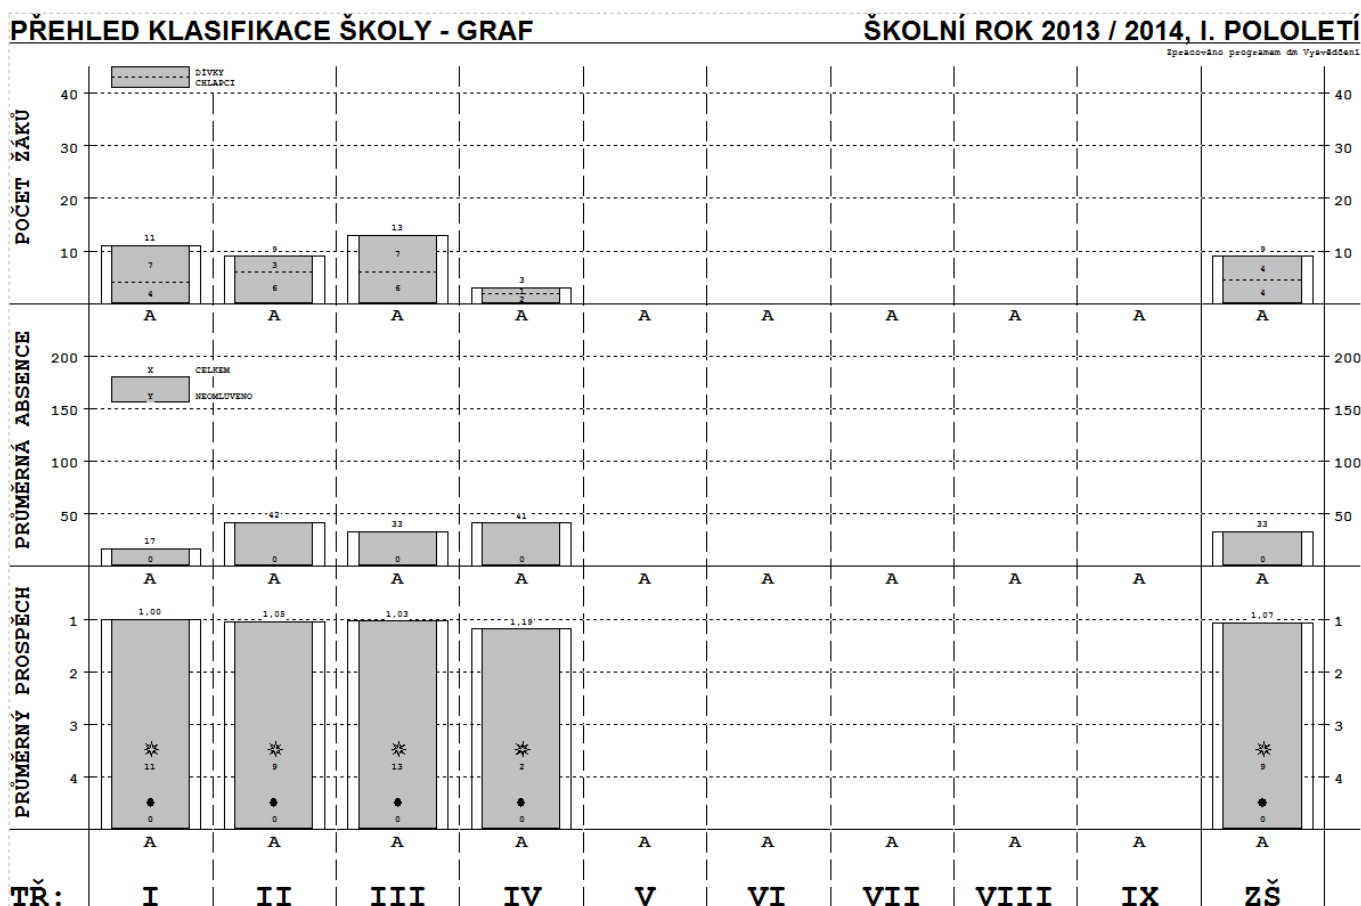 PŘEHLED KLASIFIKACE ŠKOLY - GRAF ŠKOLNÍ ROK 2013 / 2014, I. POLOLETÍ
Zpracováno programem dm Vysvědčení
DÍVKY
CHLAPCI
POČET ŽÁKŮ
40 40
30 30
20 20
10 10
11 9 13 3 9
7 3 7 1 4
4 6 6 2 4
A A A A A A A A A A
PRŮMĚRNÁ ABSENCE
200 200
X CELKEM
Y NEOMLUVENO
150 150
100 100
50 50
17 42 33 41 33
0 0 0 0 0
A A A A A A A A A A
PRŮMĚRNÝ PROSPĚCH
1,00 1,05 1,03 1,19 1,07
1 1
2 2
3 3
4 4
11 9 13 2 9
0 0 0 0 0
A A A A A A A A A A
TŘ: I II III IV V VI VII VIII IX ZŠ